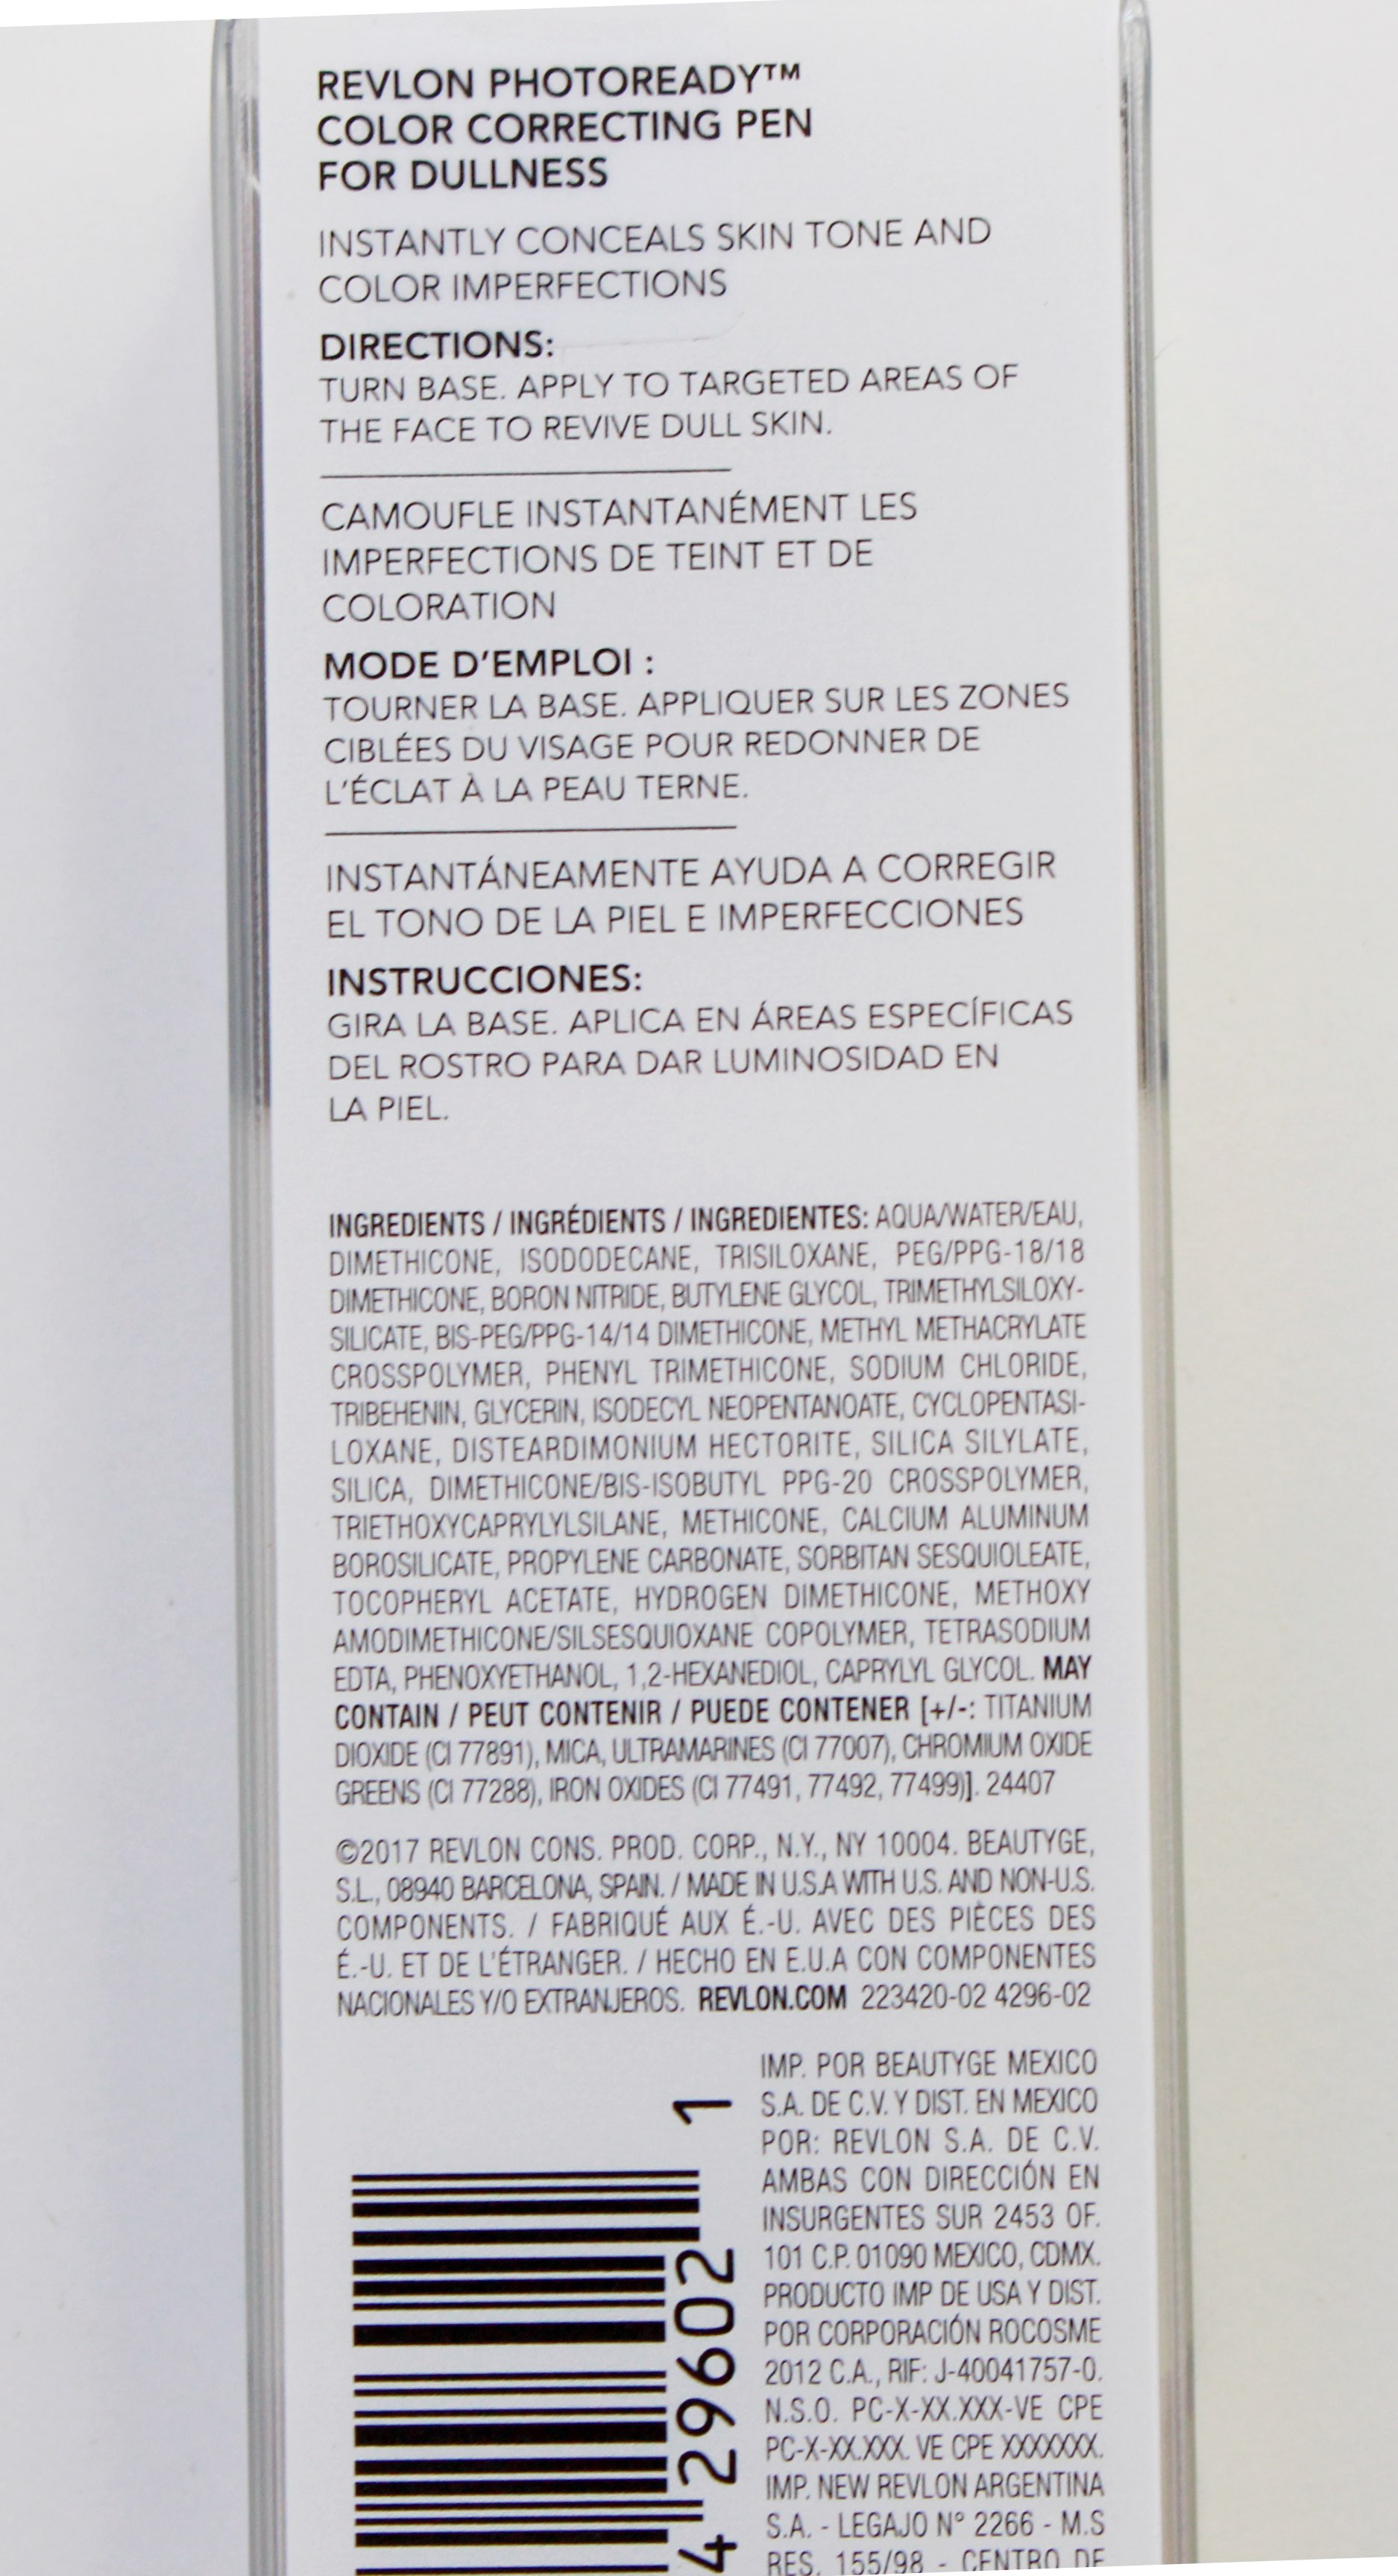 REVLON PHOTOREADY™
COLOR CORRECTING PEN
FOR DULLNESS
INSTANTLY CONCEALS SKIN TONE AND
COLOR IMPERFECTIONS
DIRECTIONS:
TURN BASE. APPLY TO TARGETED AREAS OF
THE FACE TO REVIVE DULL SKIN.
CAMOUFLE INSTANTANÉMENT LES
IMPERFECTIONS DE TEINT ET DE
COLORATION
MODE D'EMPLOI :
TOURNER LA BASE. APPLIQUER SUR LES ZONES
CIBLÉES DU VISAGE POUR REDONNER DE
L'ÉCLAT À LA PEAU TERNE.
INSTANTÁNEAMENTE AYUDA A CORREGIR
EL TONO DE LA PIEL E IMPERFECCIONES
INSTRUCCIONES:
GIRA LA BASE. APLICA EN ÁREAS ESPECÍFICAS
DEL ROSTRO PARA DAR LUMINOSIDAD EN
LA PIEL.
INGREDIENTS / INGRÉDIENTS / INGREDIENTES: AQUA/WATER/EAU,
DIMETHICONE, ISODODECANE, TRISILOXANE, PEG/PPG-18/18
DIMETHICONE, BORON NITRIDE, BUTYLENE GLYCOL, TRIMETHYLSILOXY-
SILICATE, BIS-PEG/PPG-14/14 DIMETHICONE, METHYL METHACRYLATE
CROSSPOLYMER, PHENYL TRIMETHICONE, SODIUM CHLORIDE,
TRIBEHENIN, GLYCERIN, ISODECYL NEOPENTANOATE, CYCLOPENTASI-
LOXANE, DISTEARDIMONIUM HECTORITE, SILICA SILYLATE,
SILICA, DIMETHICONE/BIS-ISOBUTYL PPG-20 CROSSPOLYMER,
TRIETHOXYCAPRYLYLSILANE, METHICONE, CALCIUM ALUMINUM
BOROSILICATE, PROPYLENE CARBONATE, SORBITAN SESQUIOLEATE,
TOCOPHERYL ACETATE, HYDROGEN DIMETHICONE, METHOXY
AMODIMETHICONE/SILSESQUIOXANE COPOLYMER, TETRASODIUM
EDTA, PHENOXYETHANOL, 1,2-HEXANEDIOL, CAPRYLYL GLYCOL. MAY
CONTAIN / PEUT CONTENIR / PUEDE CONTENER [+/-: TITANIUM
DIOXIDE (CI 77891), MICA, ULTRAMARINES (CI 77007), CHROMIUM OXIDE
GREENS (CI 77288), IRON OXIDES (CI 77491, 77492, 77499)]. 24407
©2017 REVLON CONS. PROD. CORP., N.Y., NY 10004. BEAUTYGE,
S.L., 08940 BARCELONA, SPAIN. / MADE IN U.S.A WITH U.S. AND NON-U.S.
COMPONENTS. / FABRIQUÉ AUX É.-U. AVEC DES PIÈCES DES
É.-U. ET DE L'ÉTRANGER. / HECHO EN E.U.A CON COMPONENTES
NACIONALES Y/O EXTRANJEROS. REVLON.COM 223420-02 4296-02
IMP. POR BEAUTYGE MEXICO
S.A. DE C.V. Y DIST. EN MEXICO
POR: REVLON S.A. DE C.V.
AMBAS CON DIRECCIÓN EN
INSURGENTES SUR 2453 OF.
101 C.P. 01090 MEXICO, CDMX.
PRODUCTO IMP DE USA Y DIST.
POR CORPORACIÓN ROCOSME
2012 C.A., RIF: J-40041757-0.
N.S.O. PC-X-XX.XXX-VE CPE
PC-X-XX.XXX. VE CPE XXXXXXX.
IMP. NEW REVLON ARGENTINA
S.A. - LEGAJO N° 2266 - M.S
RES. 155/98 - CENTRO DE
4 29602 1